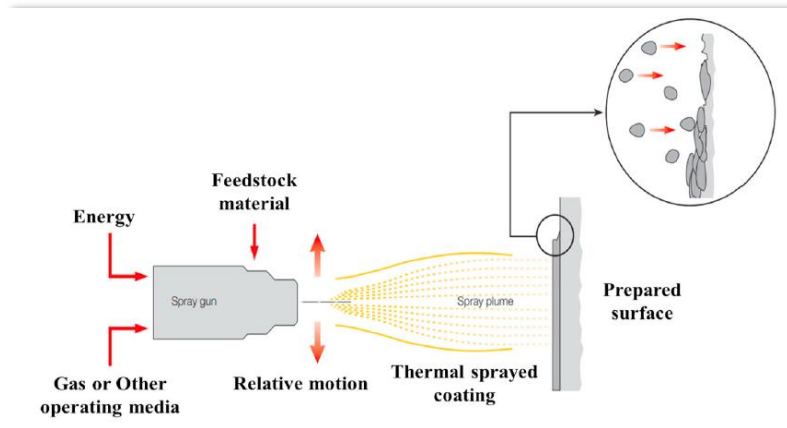 Feedstock
material
Energy
Spray gun
Spray plume
Prepared
surface
Gas or Other
operating media
Relative motion
Thermal sprayed
coating